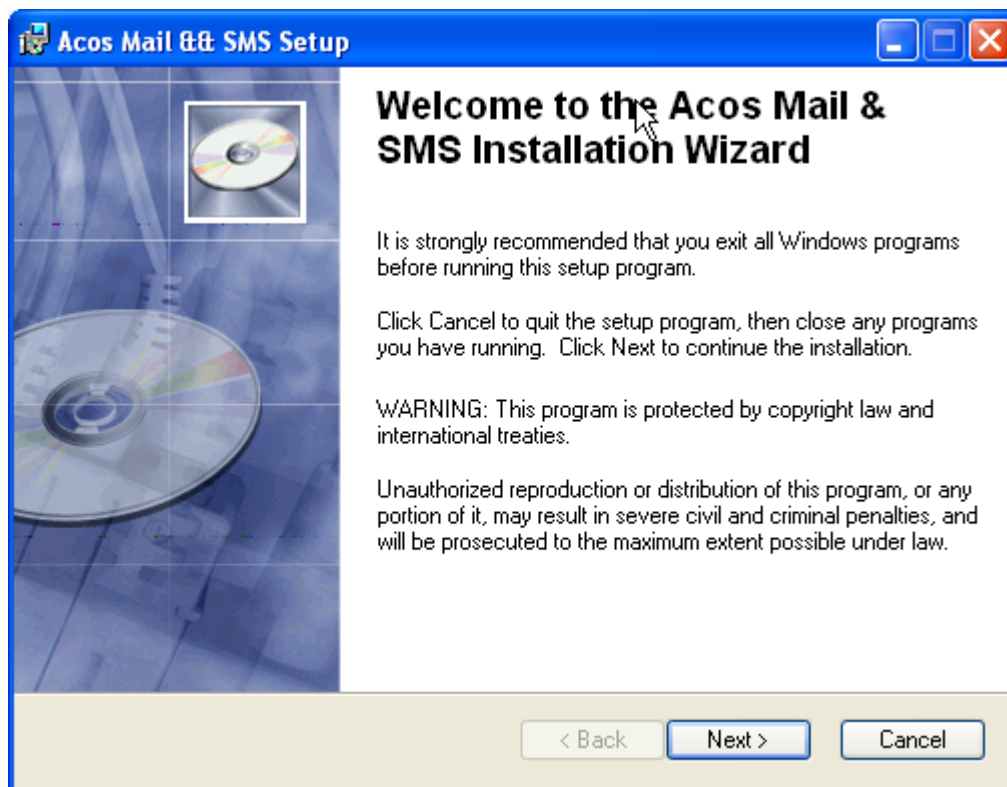 Acos Mail && SMS Setup
Welcome to the Acos Mail &
SMS Installation Wizard
It is strongly recommended that you exit all Windows programs
before running this setup program.
Click Cancel to quit the setup program, then close any programs
you have running.  Click Next to continue the installation.
WARNING: This program is protected by copyright law and
international treaties.
Unauthorized reproduction or distribution of this program, or any
portion of it, may result in severe civil and criminal penalties, and
will be prosecuted to the maximum extent possible under law.
< Back Next > Cancel